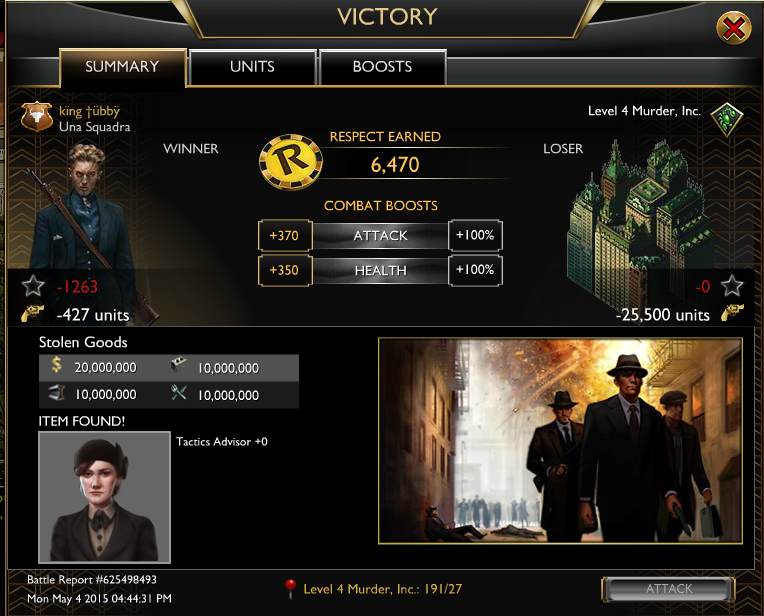 VICTORY
SUMMARY
UNITS
BOOSTS
kïng †übbÿ
Una Squadra
WINNER
RESPECT EARNED
6,470
LOSER
Level 4 Murder, Inc.
COMBAT BOOSTS
+370 ATTACK +100%
+350 HEALTH +100%
-1263
-427 units
-0
-25,500 units
Stolen Goods
20,000,000 10,000,000
10,000,000 10,000,000
ITEM FOUND!
Tactics Advisor +0
Battle Report #625498493
Mon May 4 2015 04:44:31 PM
Level 4 Murder, Inc.: 191/27
ATTACK